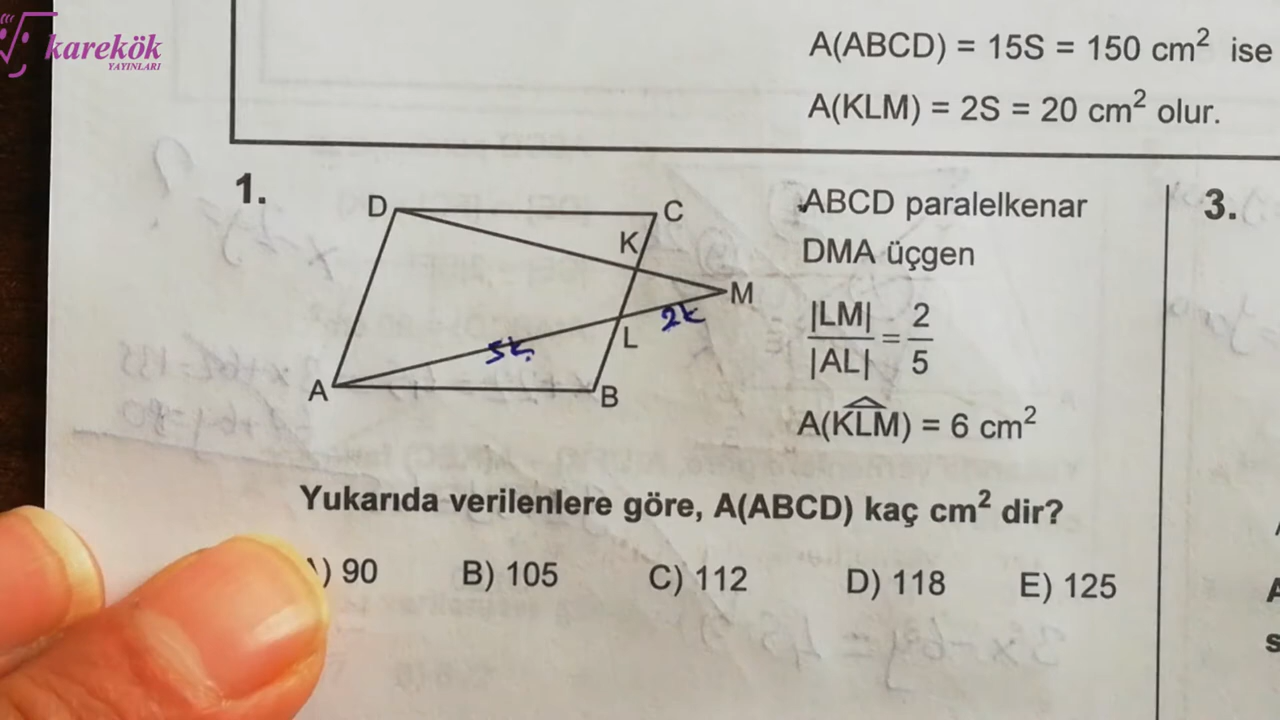 karekök
YAYINLARI
A(ABCD) = 15S = 150 cm² ise
A(KLM) = 2S = 20 cm² olur.
1.
D
C
K
M
L
A
B
2k
5k
ABCD paralelkenar
DMA üçgen
|LM| / |AL| = 2 / 5
A(KLM) = 6 cm²
Yukarıda verilenlere göre, A(ABCD) kaç cm² dir?
) 90 B) 105 C) 112 D) 118 E) 125
3.